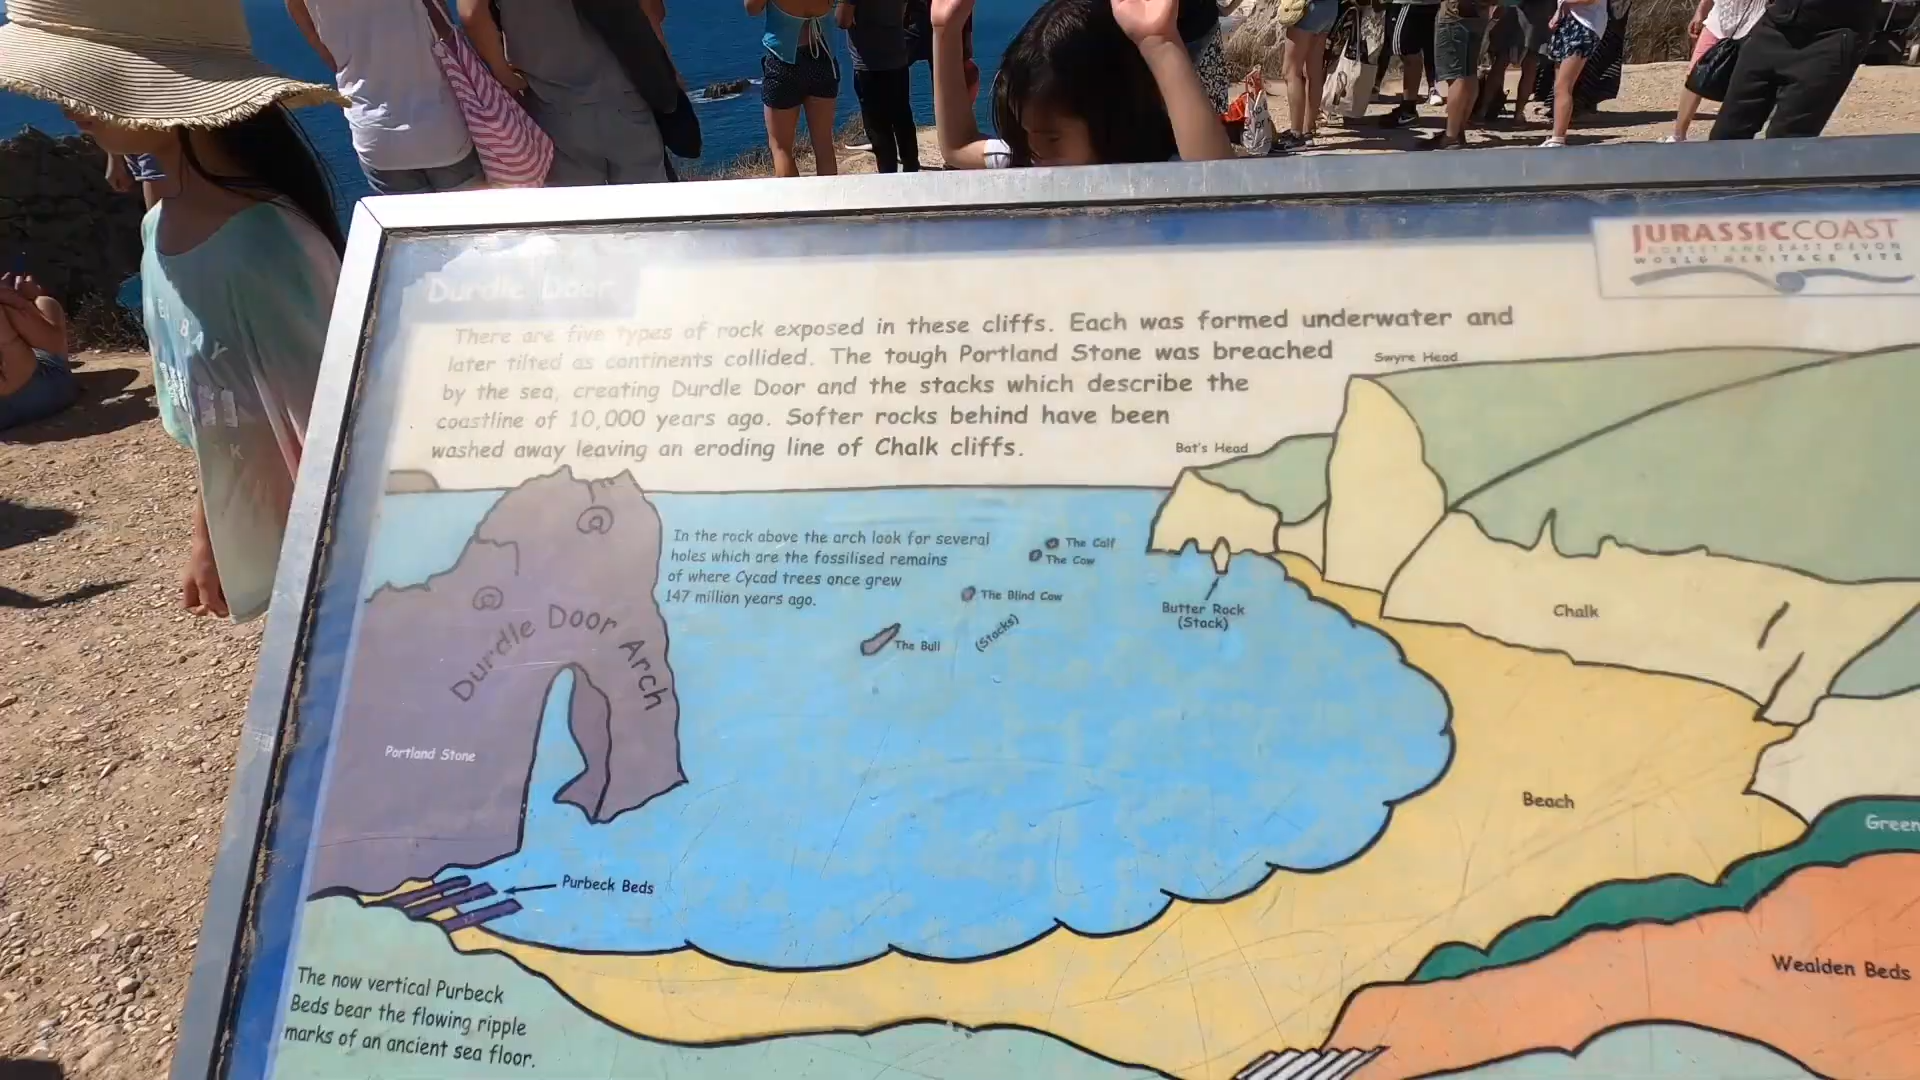 JURASSICCOAST
DORSET AND EAST DEVON
WORLD HERITAGE SITE
Durdle Door
There are five types of rock exposed in these cliffs. Each was formed underwater and
later tilted as continents collided. The tough Portland Stone was breached
by the sea, creating Durdle Door and the stacks which describe the
coastline of 10,000 years ago. Softer rocks behind have been
washed away leaving an eroding line of Chalk cliffs.
Swyre Head
Bat's Head
In the rock above the arch look for several
holes which are the fossilised remains
of where Cycad trees once grew
147 million years ago.
The Calf
The Cow
The Blind Cow
The Bull
(Stacks)
Butter Rock
(Stack)
Chalk
Durdle Door Arch
Portland Stone
Beach
Green
Purbeck Beds
Wealden Beds
The now vertical Purbeck
Beds bear the flowing ripple
marks of an ancient sea floor.
BAY